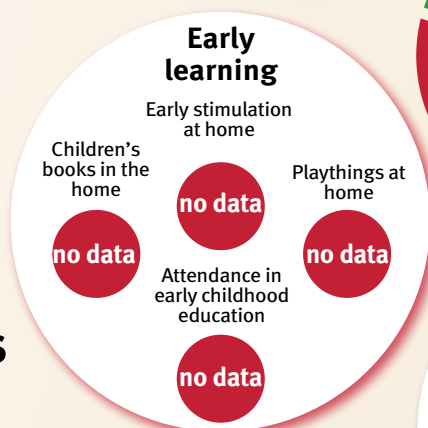 Early
learning
Early stimulation
at home
Children's
books in the
home
Playthings at
home
no data
no data
no data
Attendance in
early childhood
education
no data
s